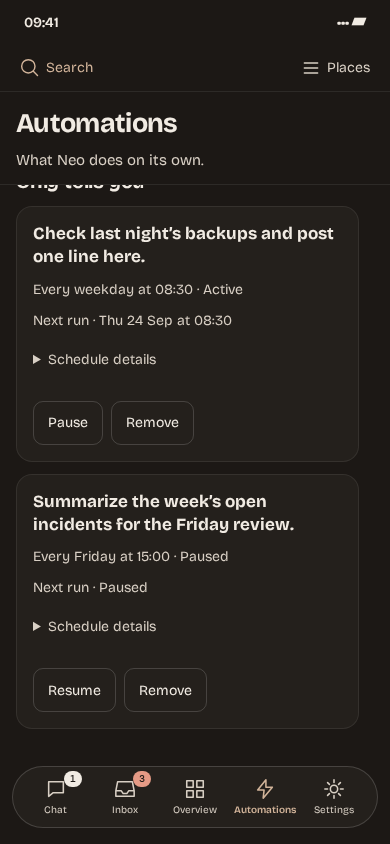 09:41
Search
Places
Automations
What Neo does on its own.
Only tells you
Check last night's backups and post
one line here.
Every weekday at 08:30 · Active
Next run · Thu 24 Sep at 08:30
Schedule details
Pause
Remove
Summarize the week's open
incidents for the Friday review.
Every Friday at 15:00 · Paused
Next run · Paused
Schedule details
Resume
Remove
1
3
Chat
Inbox
Overview
Automations
Settings